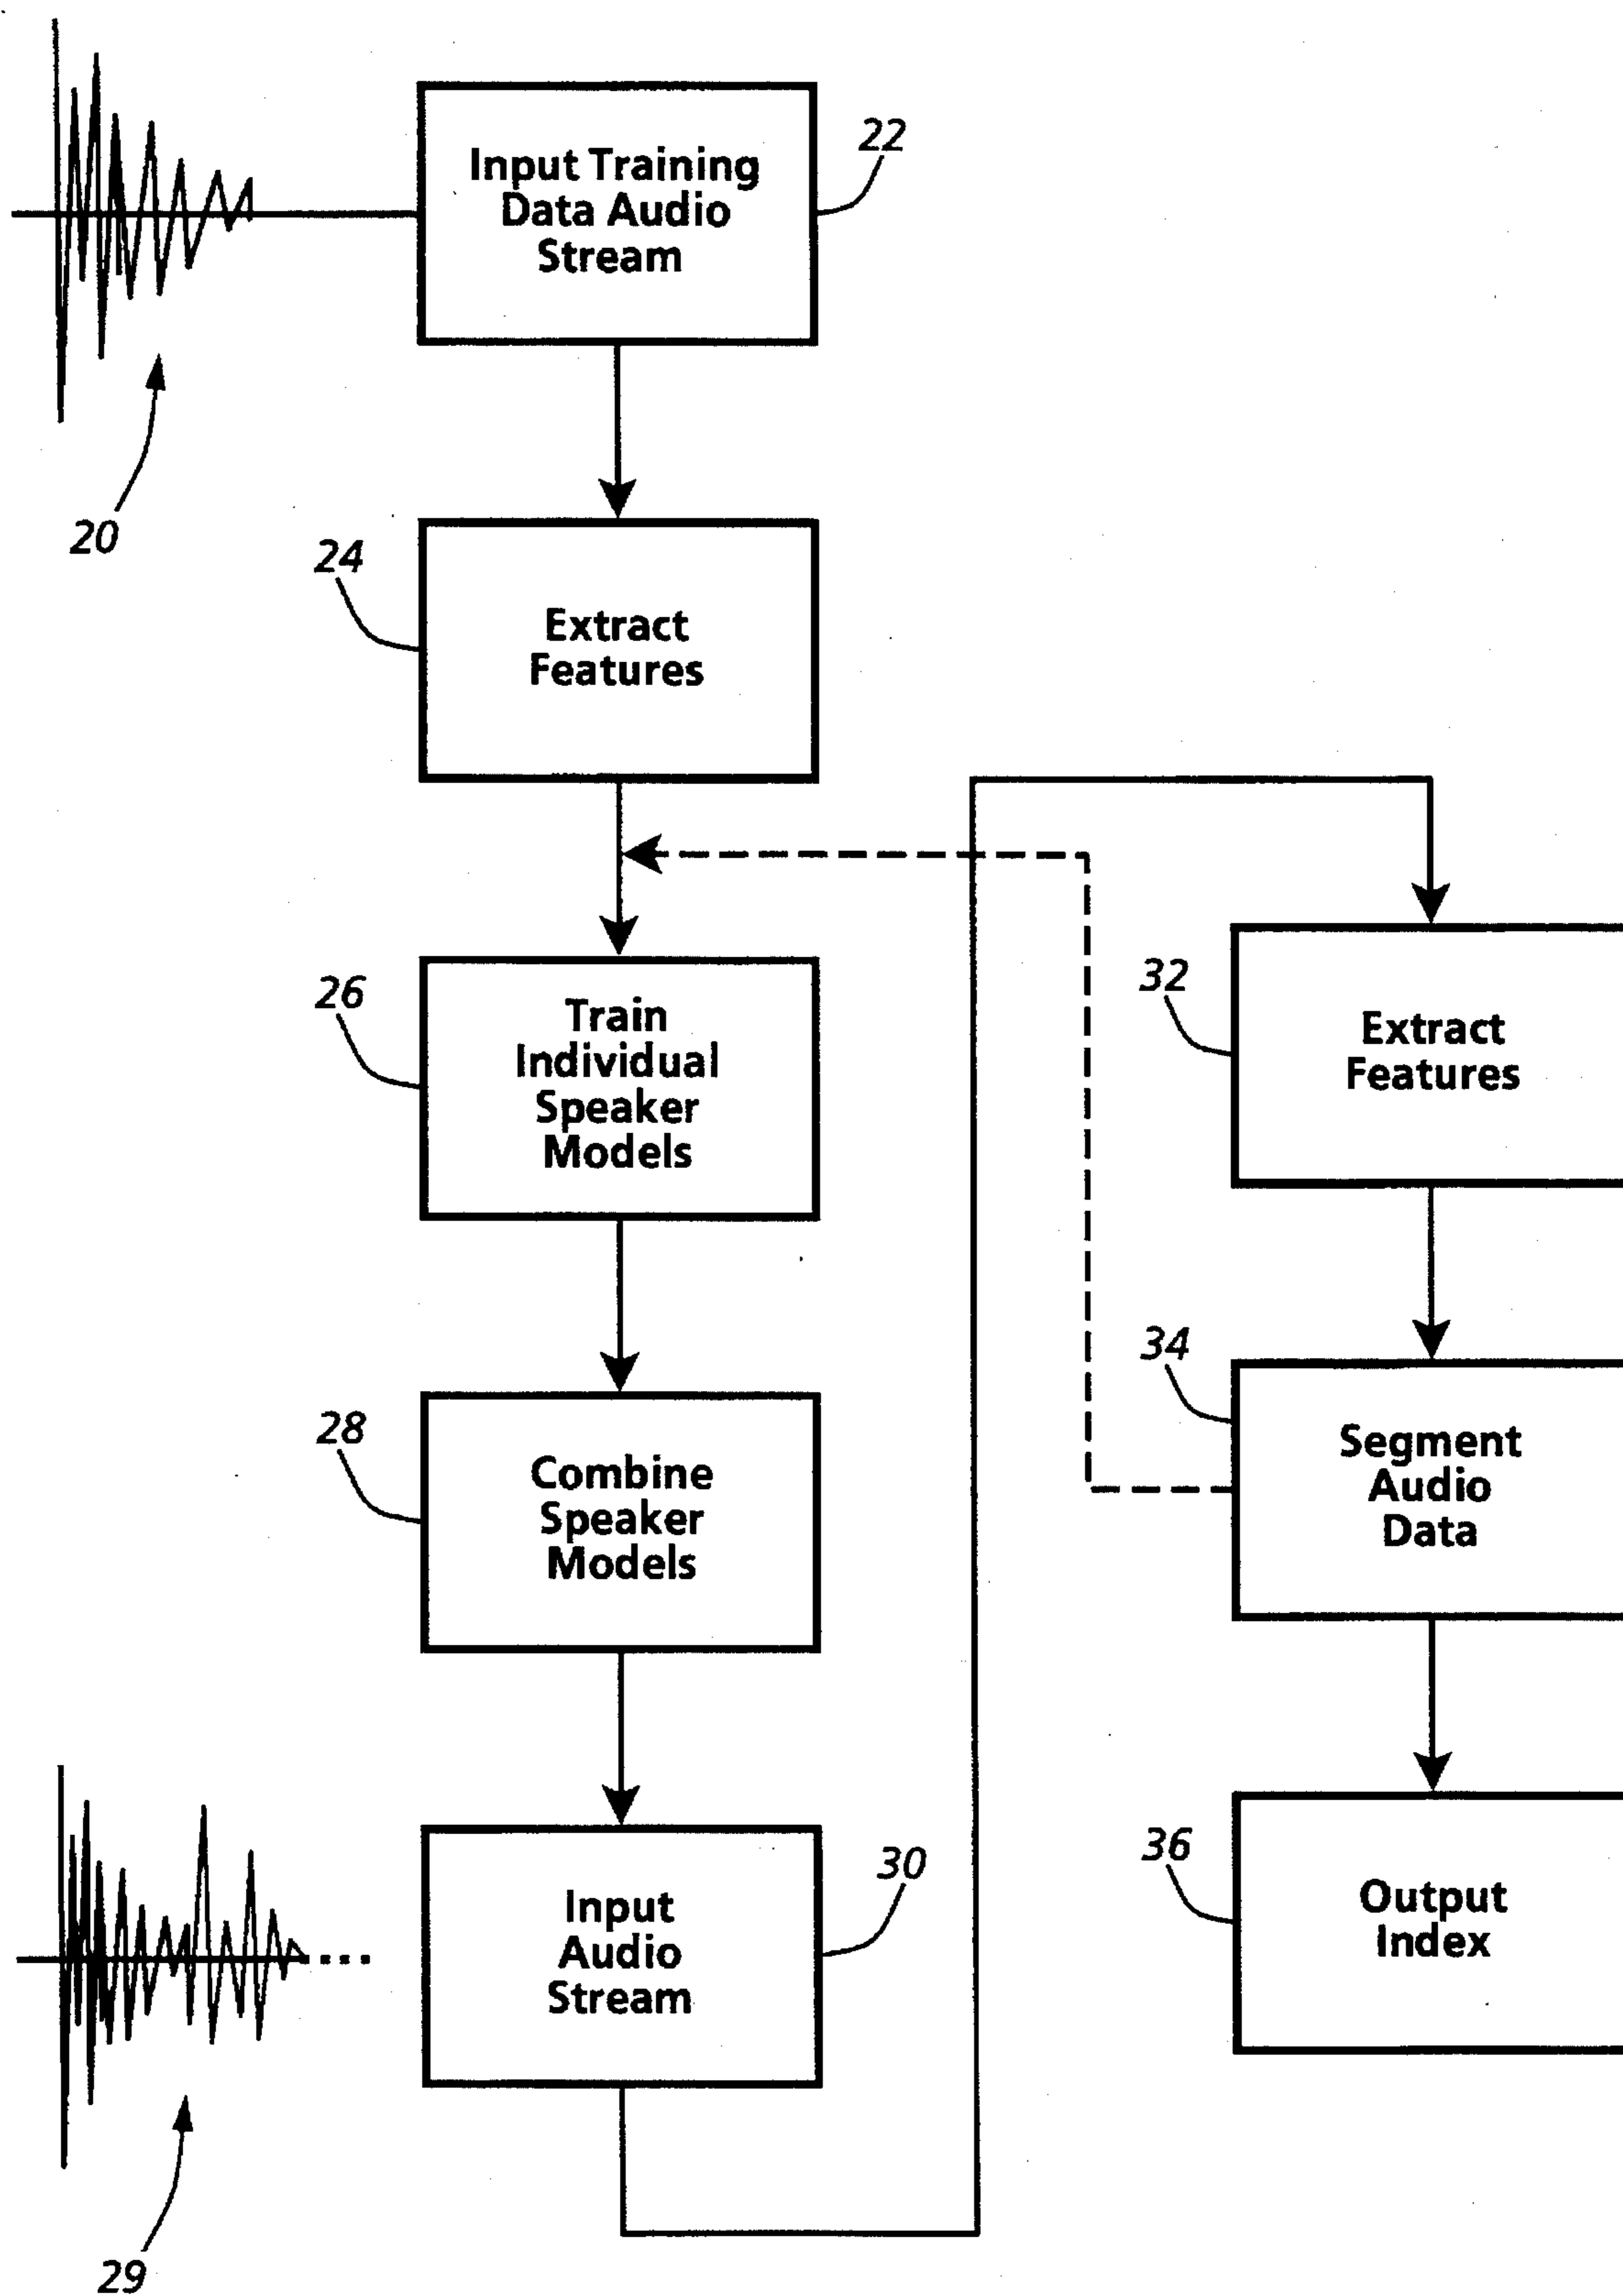 22
Input Training
Data Audio
Stream
20
24
Extract
Features
26
Train
Individual
Speaker
Models
28
Combine
Speaker
Models
29
30
Input
Audio
Stream
32
Extract
Features
34
Segment
Audio
Data
36
Output
Index